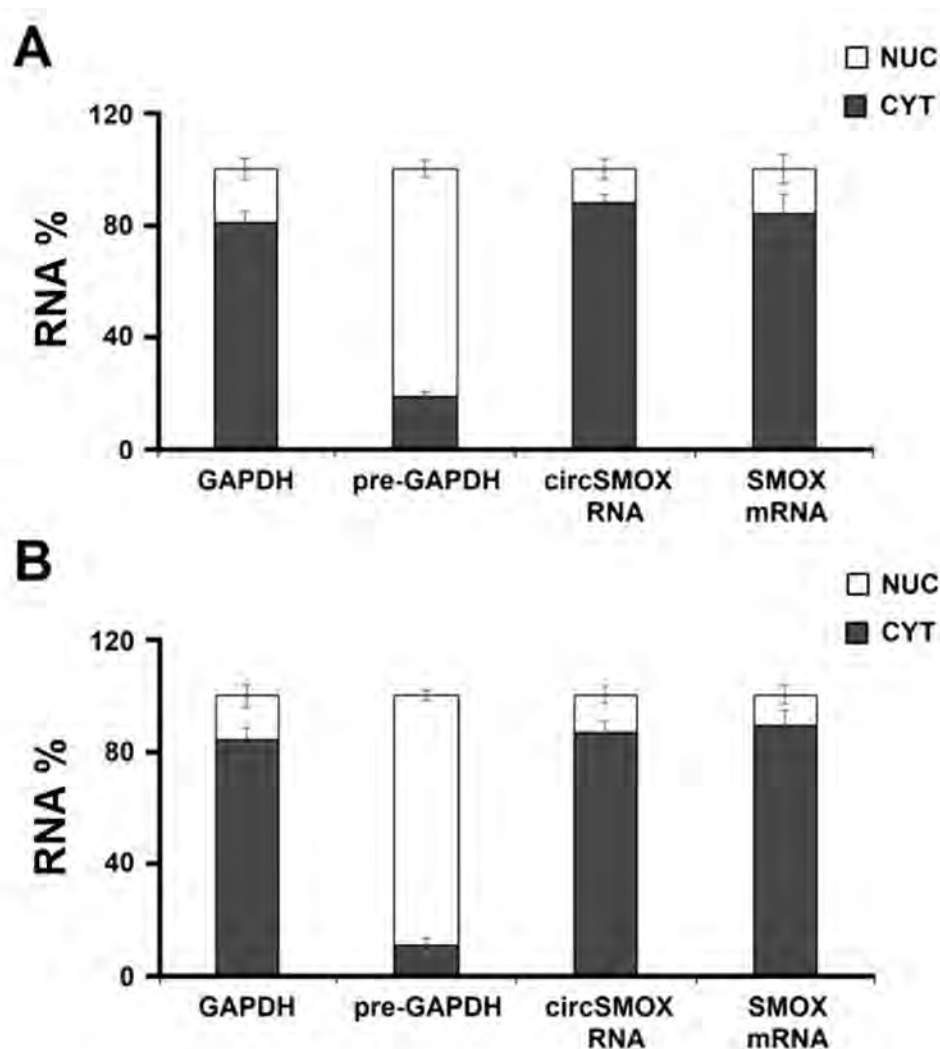 A
NUC
CYT
120
80
40
0
RNA %
GAPDH
pre-GAPDH
circSMOX
RNA
SMOX
mRNA
B
NUC
CYT
120
80
40
0
RNA %
GAPDH
pre-GAPDH
circSMOX
RNA
SMOX
mRNA